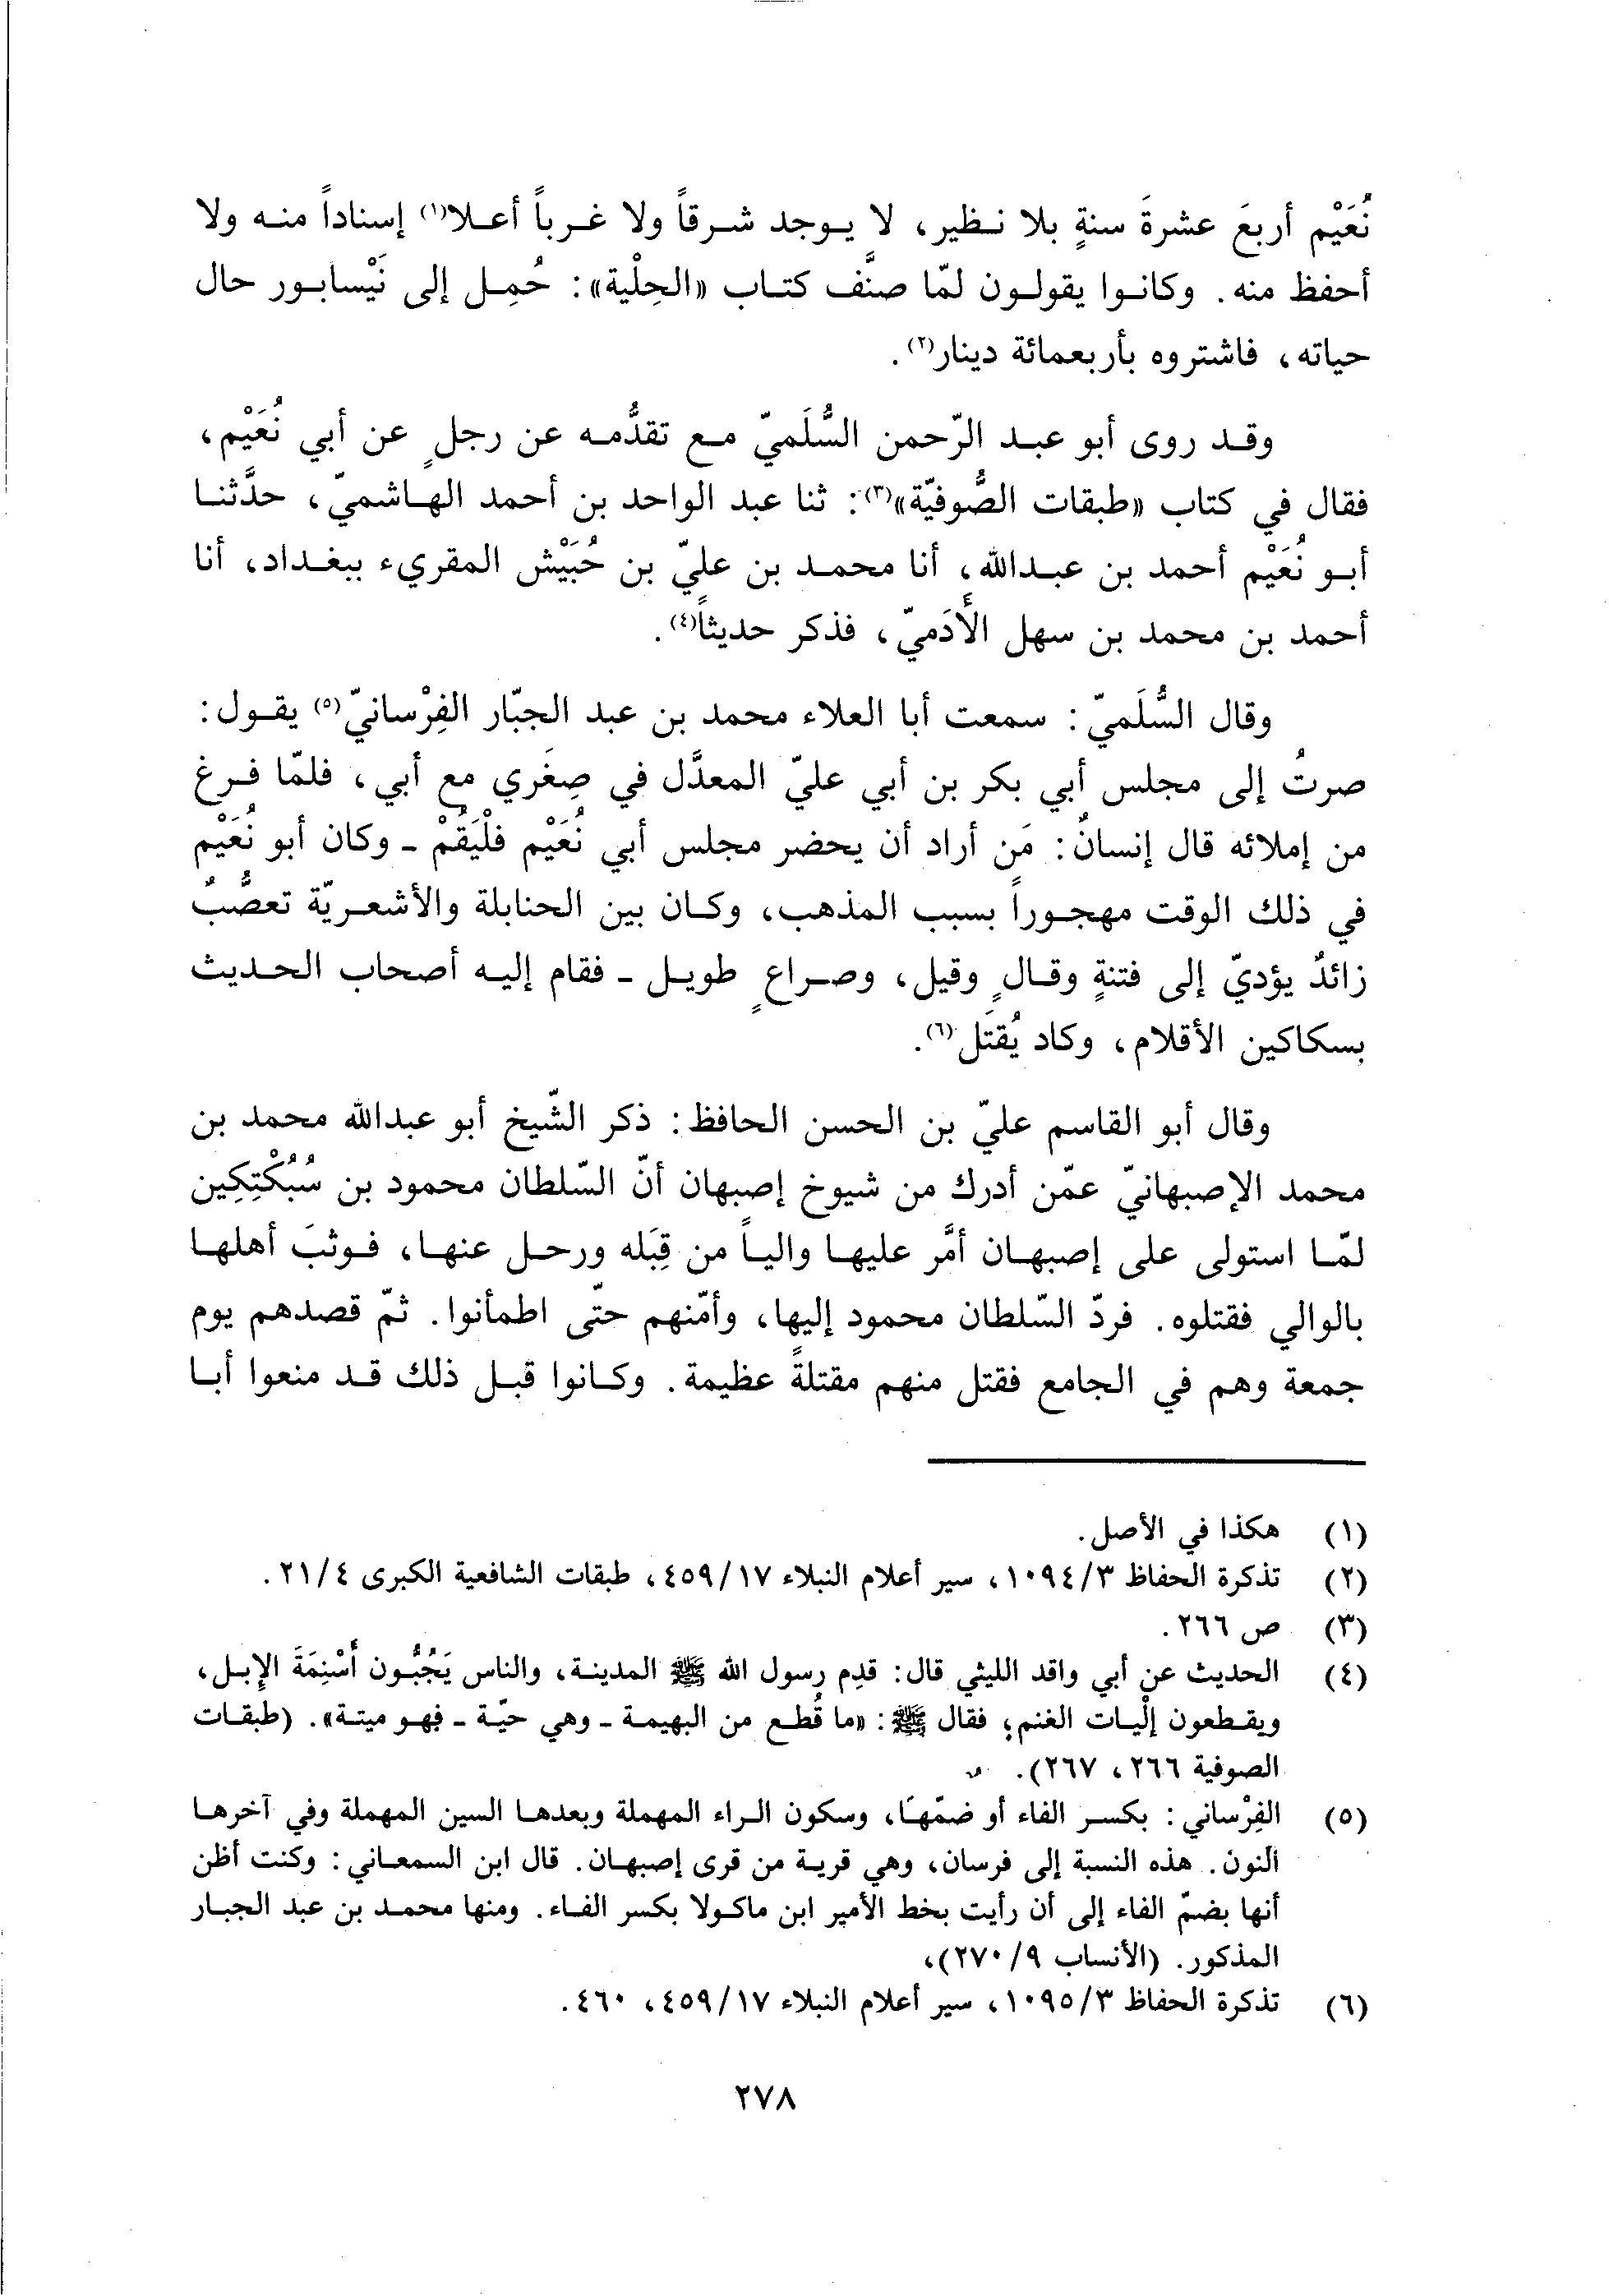 نُعَيْم أربعَ عشرةَ سنةٍ بلا نظير، لا يوجد شرقاً ولا غرباً أعلا(١) إسناداً منه ولا
أحفظ منه. وكانوا يقولون لمّا صنَّف كتاب «الحِلْية»: حُمِل إلى نَيْسابور حال
حياته، فاشتروه بأربعمائة دينار(٢).
وقد روى أبو عبد الرّحمن السُّلَميّ مع تقدُّمه عن رجلٍ عن أبي نُعَيْم،
فقال في كتاب «طبقات الصُّوفيّة»(٣): ثنا عبد الواحد بن أحمد الهاشميّ، حدَّثنا
أبو نُعَيْم أحمد بن عبدالله، أنا محمد بن عليّ بن حُبَيْش المقريء ببغداد، أنا
أحمد بن محمد بن سهل الأَدَميّ، فذكر حديثاً(٤).
وقال السُّلَميّ: سمعت أبا العلاء محمد بن عبد الجبّار الفِرْسانيّ(٥) يقول:
صرتُ إلى مجلس أبي بكر بن أبي عليّ المعدَّل في صِغَري مع أبي، فلمّا فرغ
من إملائه قال إنسانٌ: مَن أراد أن يحضر مجلس أبي نُعَيْم فلْيَقُمْ ـ وكان أبو نُعَيْم
في ذلك الوقت مهجوراً بسبب المذهب، وكان بين الحنابلة والأشعريّة تعصُّبٌ
زائدٌ يؤديّ إلى فتنةٍ وقالٍ وقيل، وصراعٍ طويل ـ فقام إليه أصحاب الحديث
بسكاكين الأقلام، وكاد يُقتَل(٦).
وقال أبو القاسم عليّ بن الحسن الحافظ: ذكر الشّيخ أبو عبدالله محمد بن
محمد الإصبهانيّ عمّن أدرك من شيوخ إصبهان أنّ السّلطان محمود بن سُبُكْتِكِين
لمّا استولى على إصبهان أمَّر عليها والياً من قِبَله ورحل عنها، فوثبَ أهلها
بالوالي فقتلوه. فردّ السّلطان محمود إليها، وأمّنهم حتّى اطمأنوا. ثمّ قصدهم يوم
جمعة وهم في الجامع فقتل منهم مقتلةً عظيمة. وكانوا قبل ذلك قد منعوا أبا
(١) هكذا في الأصل.
(٢) تذكرة الحفاظ ١٠٩٤/٣، سير أعلام النبلاء ٤٥٩/١٧، طبقات الشافعية الكبرى ٢١/٤.
(٣) ص ٢٦٦.
(٤) الحديث عن أبي واقد الليثي قال: قدِم رسول الله ﷺ المدينة، والناس يَجُبُّون أَسْنِمَةَ الإبل،
ويقطعون إلْيات الغنم؛ فقال ﷺ: «ما قُطع من البهيمة ـ وهي حيّة ـ فهو ميتة». (طبقات
الصوفية ٢٦٦، ٢٦٧).
(٥) الفِرْساني: بكسر الفاء أو ضمّها، وسكون الراء المهملة وبعدها السين المهملة وفي آخرها
النون. هذه النسبة إلى فرسان، وهي قرية من قرى إصبهان. قال ابن السمعاني: وكنت أظن
أنها بضمّ الفاء إلى أن رأيت بخط الأمير ابن ماكولا بكسر الفاء. ومنها محمد بن عبد الجبار
المذكور. (الأنساب ٢٧٠/٩)،
(٦) تذكرة الحفاظ ١٠٩٥/٣، سير أعلام النبلاء ٤٥٩/١٧، ٤٦٠.
٢٧٨